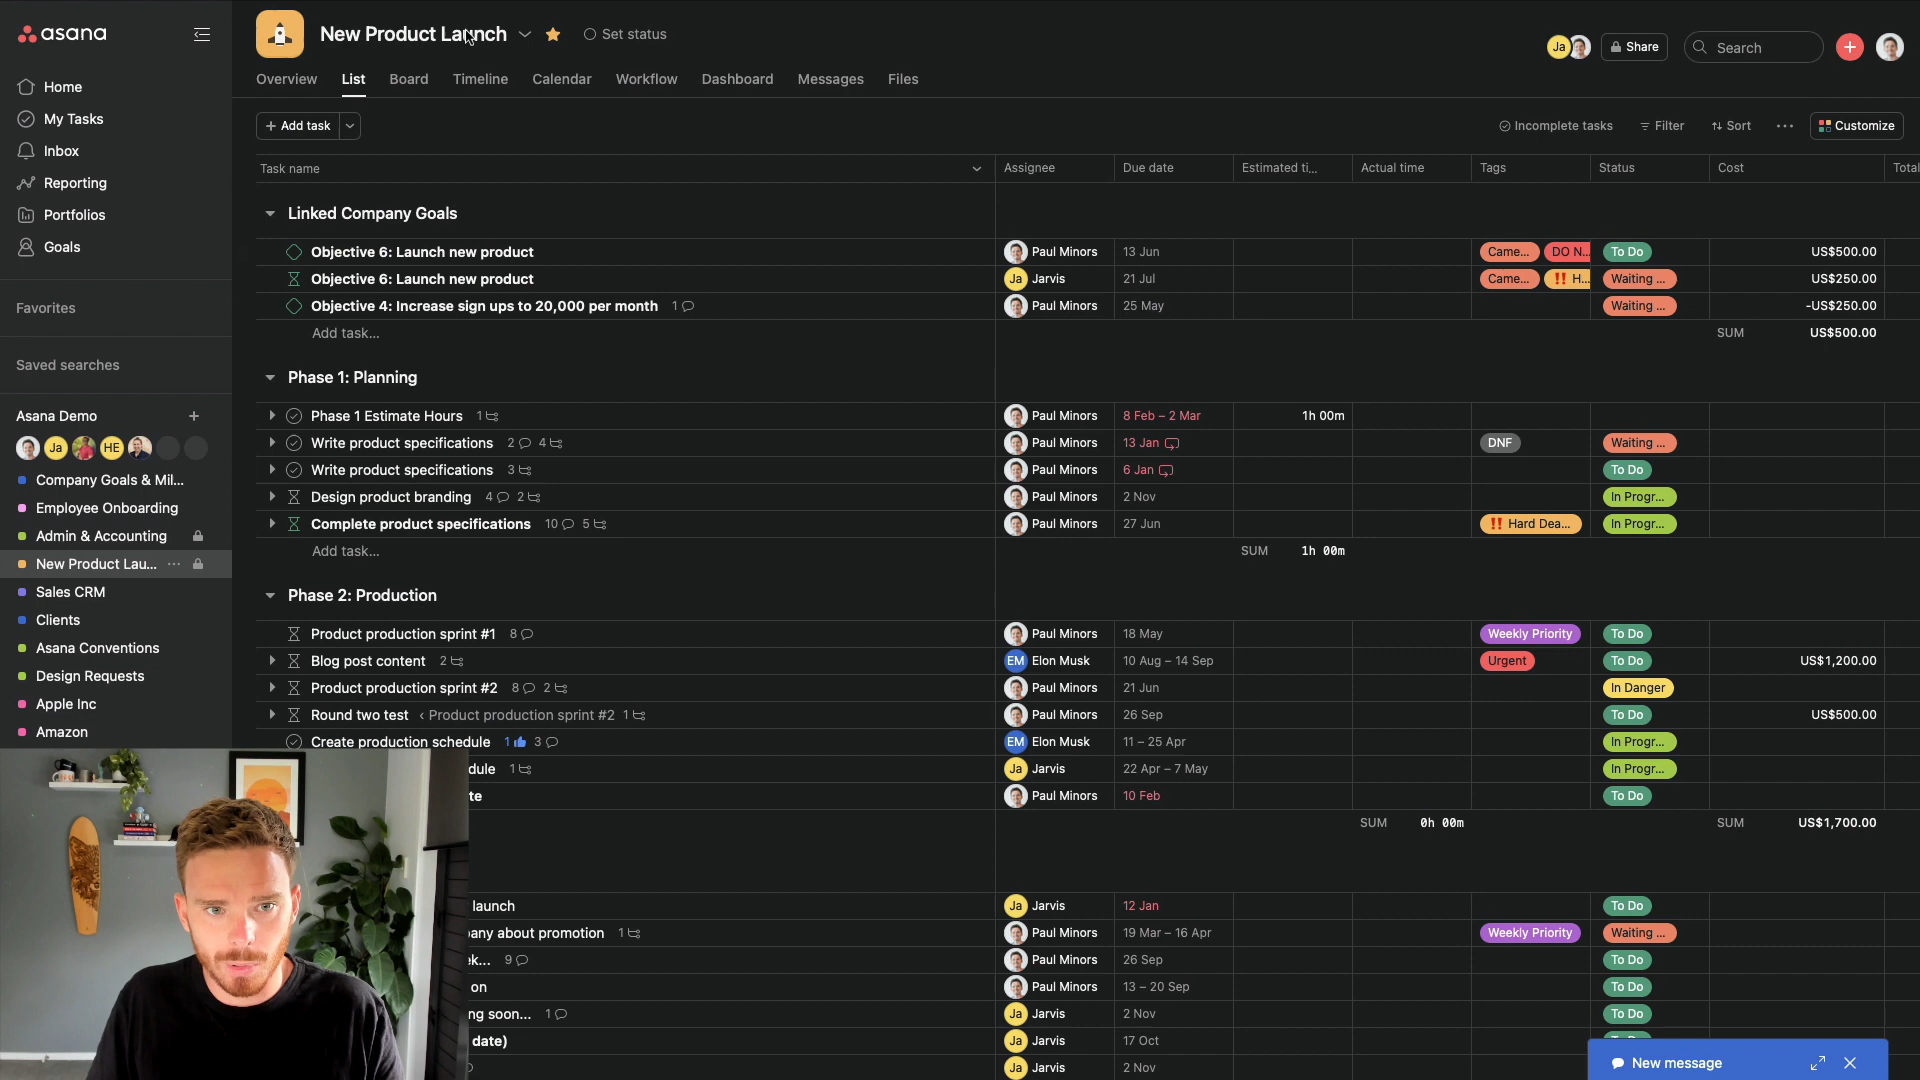 asana
New Product Launch
Set status
Ja
Share
Search
Overview
List
Board
Timeline
Calendar
Workflow
Dashboard
Messages
Files
Home
My Tasks
Inbox
Reporting
Portfolios
Goals
Favorites
Saved searches
Asana Demo
Ja
HE
Company Goals & Mil...
Employee Onboarding
Admin & Accounting
New Product Lau...
Sales CRM
Clients
Asana Conventions
Design Requests
Apple Inc
Amazon
+ Add task
Incomplete tasks
Filter
Sort
Customize
Task name Assignee Due date Estimated ti... Actual time Tags Status Cost Total
Linked Company Goals
Objective 6: Launch new product Paul Minors 13 Jun Came... DO N... To Do US$500.00
Objective 6: Launch new product Ja Jarvis 21 Jul Came... ‼ H... Waiting ... US$250.00
Objective 4: Increase sign ups to 20,000 per month 1 Paul Minors 25 May Waiting ... -US$250.00
Add task... SUM US$500.00
Phase 1: Planning
Phase 1 Estimate Hours 1 Paul Minors 8 Feb – 2 Mar 1h 00m
Write product specifications 2 4 Paul Minors 13 Jan DNF Waiting ...
Write product specifications 3 Paul Minors 6 Jan To Do
Design product branding 4 2 Paul Minors 2 Nov In Progr...
Complete product specifications 10 5 Paul Minors 27 Jun ‼ Hard Dea... In Progr...
Add task... SUM 1h 00m
Phase 2: Production
Product production sprint #1 8 Paul Minors 18 May Weekly Priority To Do
Blog post content 2 EM Elon Musk 10 Aug – 14 Sep Urgent To Do US$1,200.00
Product production sprint #2 8 2 Paul Minors 21 Jun In Danger
Round two test ‹ Product production sprint #2 1 Paul Minors 26 Sep To Do US$500.00
Create production schedule 1 3 EM Elon Musk 11 – 25 Apr In Progr...
dule 1 Ja Jarvis 22 Apr – 7 May In Progr...
te Paul Minors 10 Feb To Do
SUM 0h 00m SUM US$1,700.00
launch Ja Jarvis 12 Jan To Do
any about promotion 1 Paul Minors 19 Mar – 16 Apr Weekly Priority Waiting ...
ek... 9 Paul Minors 26 Sep To Do
on Paul Minors 13 – 20 Sep To Do
ng soon... 1 Ja Jarvis 2 Nov To Do
date) Ja Jarvis 17 Oct
Ja Jarvis 2 Nov
New message